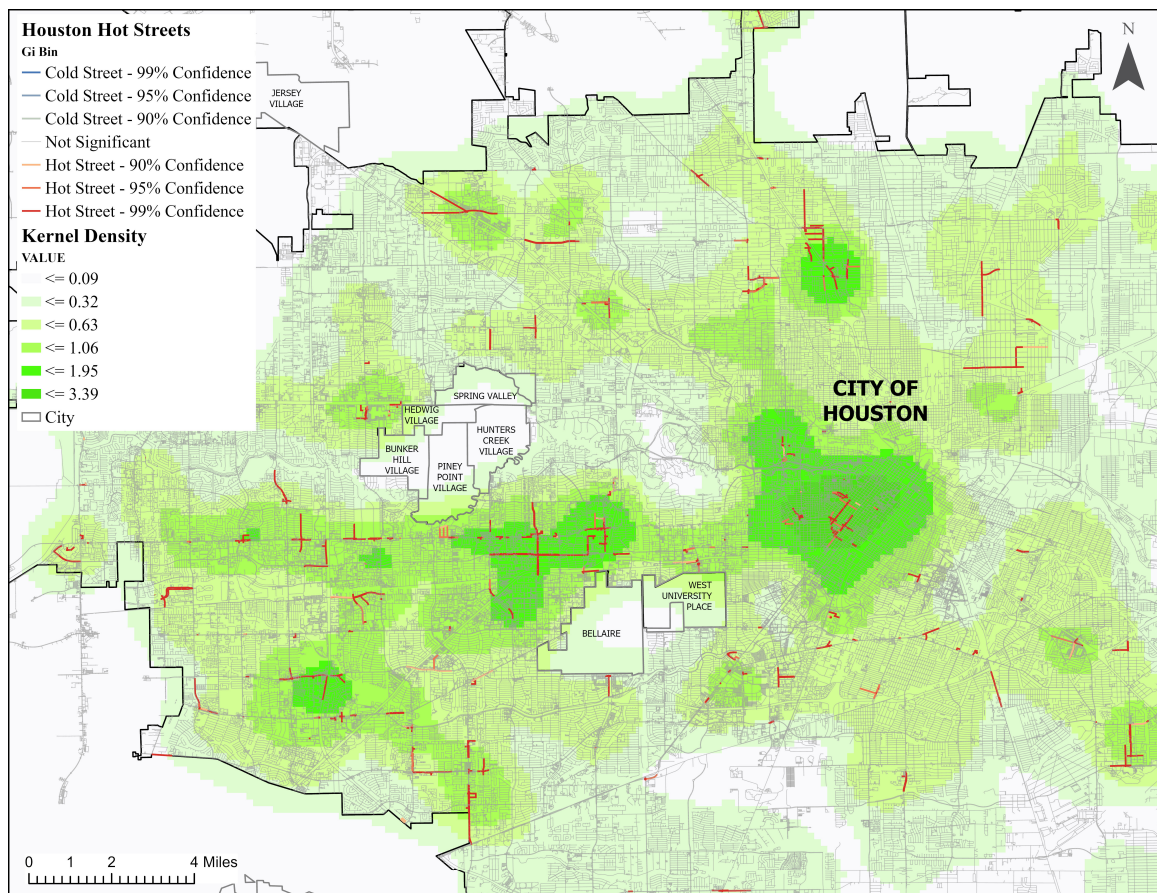 Houston Hot Streets
Gi Bin
Cold Street - 99% Confidence
Cold Street - 95% Confidence
Cold Street - 90% Confidence
Not Significant
Hot Street - 90% Confidence
Hot Street - 95% Confidence
Hot Street - 99% Confidence
Kernel Density
VALUE
<= 0.09
<= 0.32
<= 0.63
<= 1.06
<= 1.95
<= 3.39
City
N
JERSEY
VILLAGE
CITY OF
HOUSTON
SPRING VALLEY
HEDWIG
VILLAGE
HUNTERS
CREEK
VILLAGE
BUNKER
HILL
VILLAGE
PINEY
POINT
VILLAGE
WEST
UNIVERSITY
PLACE
BELLAIRE
0 1 2 4 Miles